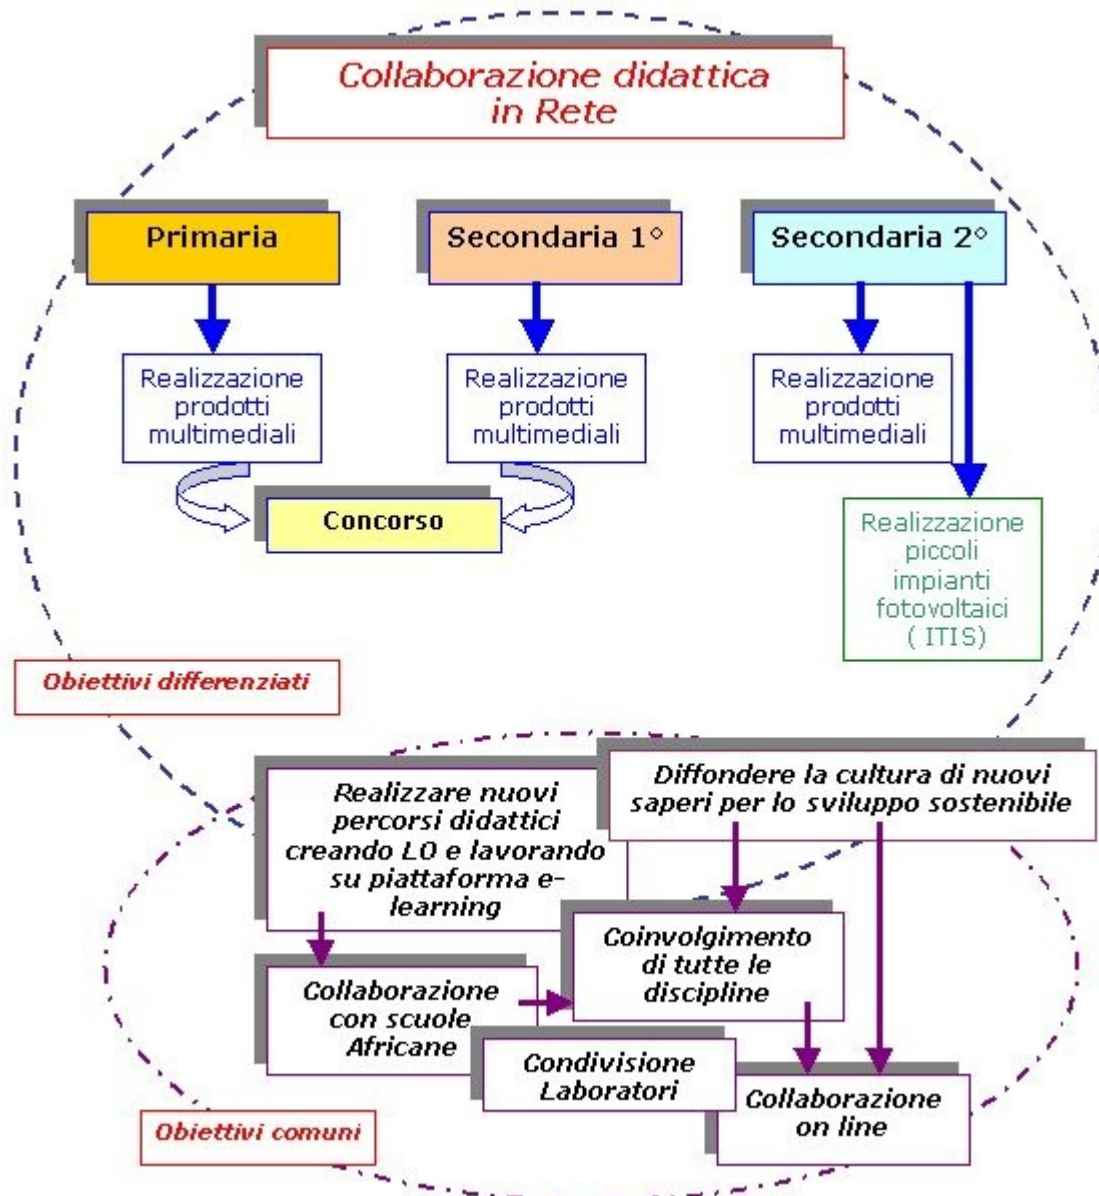 Collaborazione didattica
in Rete
Primaria
Secondaria 1°
Secondaria 2°
Realizzazione
prodotti
multimediali
Realizzazione
prodotti
multimediali
Realizzazione
prodotti
multimediali
Concorso
Realizzazione
piccoli
impianti
fotovoltaici
( ITIS)
Obiettivi differenziati
Realizzare nuovi
percorsi didattici
creando LO e lavorando
su piattaforma e-
learning
Diffondere la cultura di nuovi
saperi per lo sviluppo sostenibile
Coinvolgimento
di tutte le
discipline
Collaborazione
con scuole
Africane
Condivisione
Laboratori
Collaborazione
on line
Obiettivi comuni